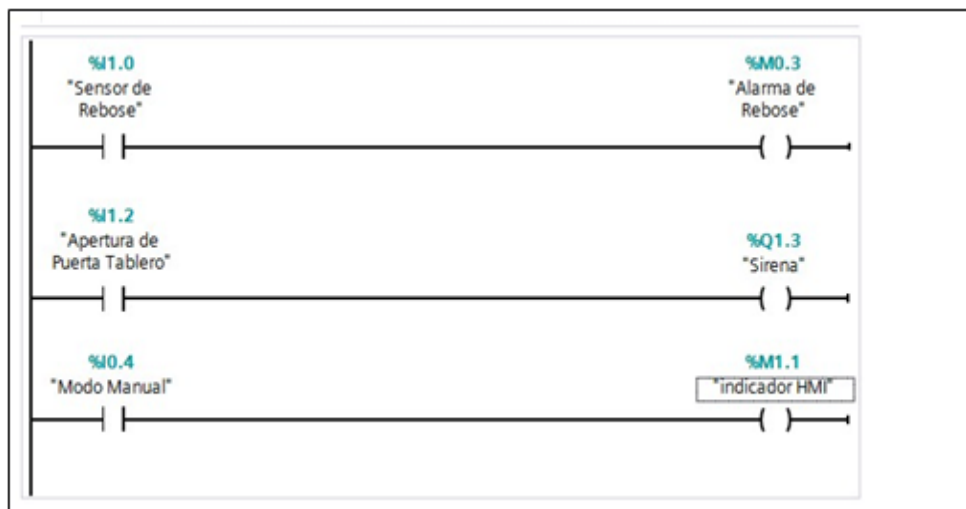 %I1.0
"Sensor de
Rebose"
%M0.3
"Alarma de
Rebose"
%I1.2
"Apertura de
Puerta Tablero"
%Q1.3
"Sirena"
%I0.4
"Modo Manual"
%M1.1
"indicador HMI"